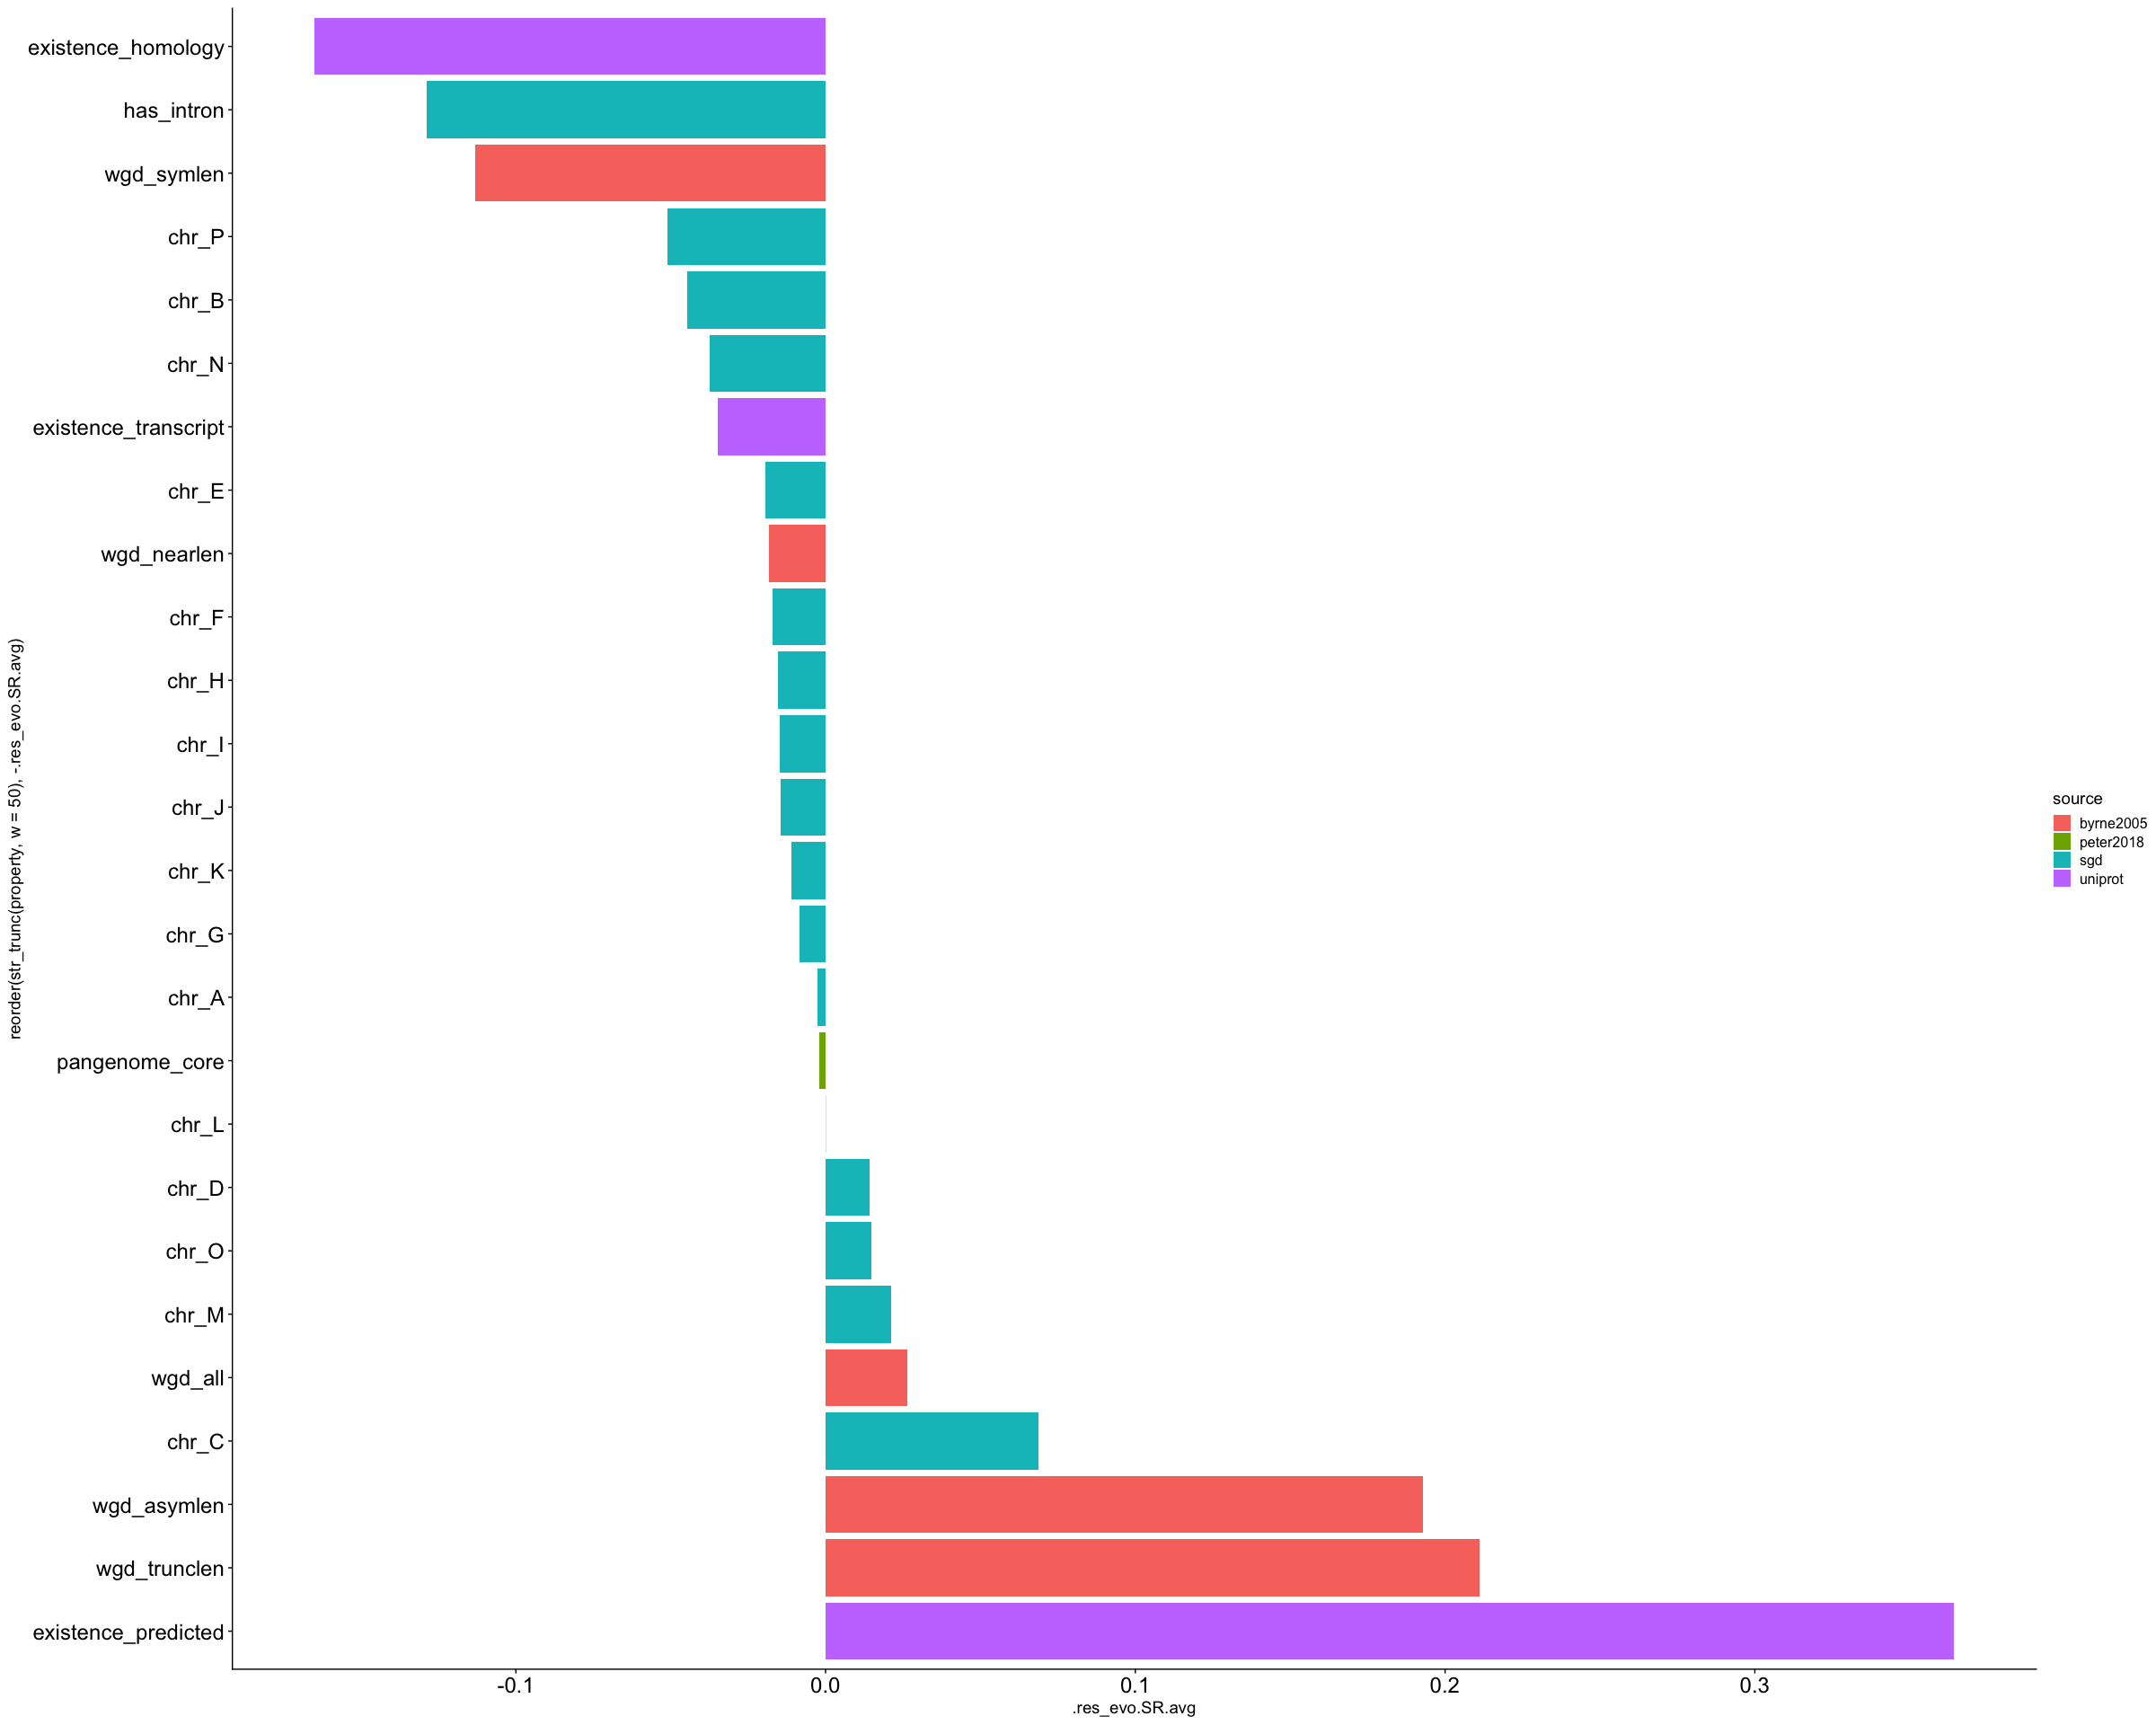 reorder(str_trunc(property, w = 50), -.res_evo.SR.avg)
existence_homology
has_intron
wgd_symlen
chr_P
chr_B
chr_N
existence_transcript
chr_E
wgd_nearlen
chr_F
chr_H
chr_I
chr_J
chr_K
chr_G
chr_A
pangenome_core
chr_L
chr_D
chr_O
chr_M
wgd_all
chr_C
wgd_asymlen
wgd_trunclen
existence_predicted
-0.1 0.0 0.1 0.2 0.3
.res_evo.SR.avg
source
byrne2005
peter2018
sgd
uniprot